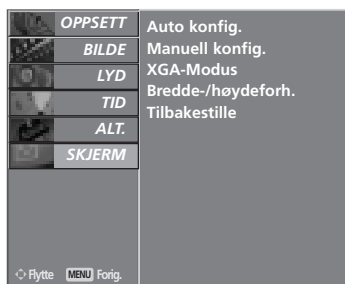 OPPSETT
BILDE
LYD
TID
ALT.
SKJERM
Auto konfig.
Manuell konfig.
XGA-Modus
Bredde-/høydeforh.
Tilbakestille
Flytte MENU Forig.